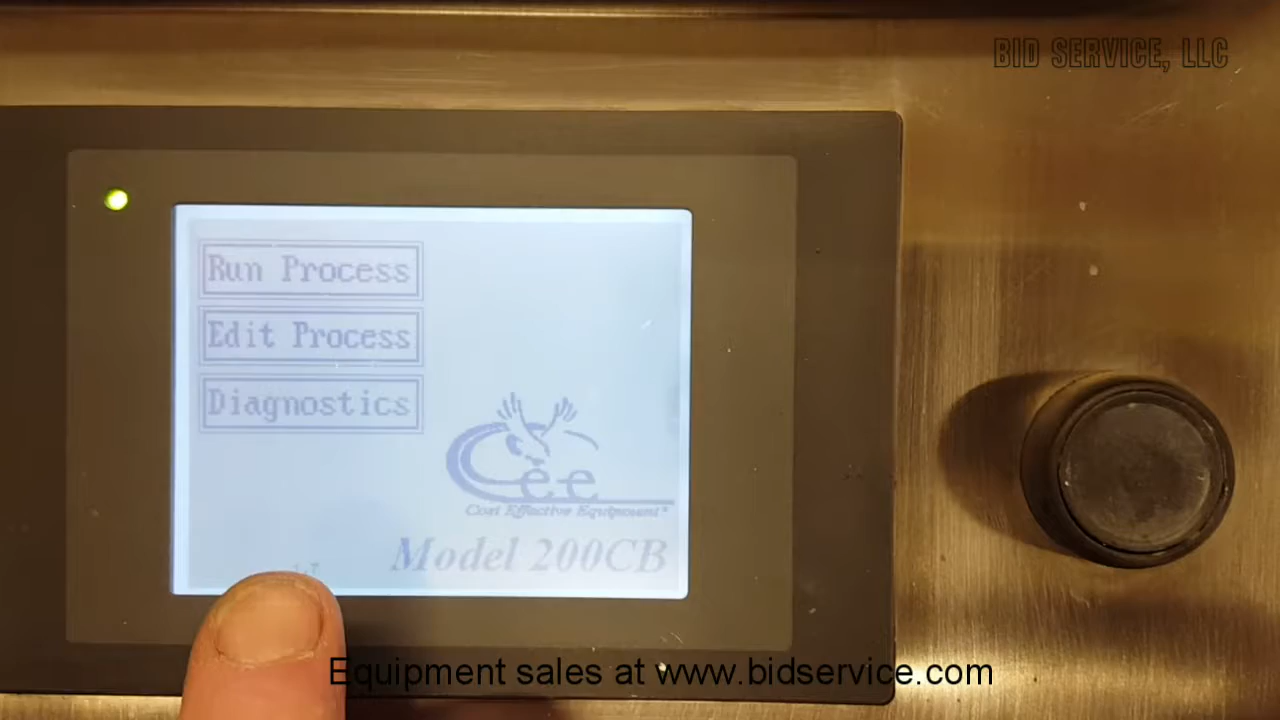 BID SERVICE, LLC
Run Process
Edit Process
Diagnostics
Cee
Cost Effective Equipment
Model 200CB
Equipment sales at www.bidservice.com